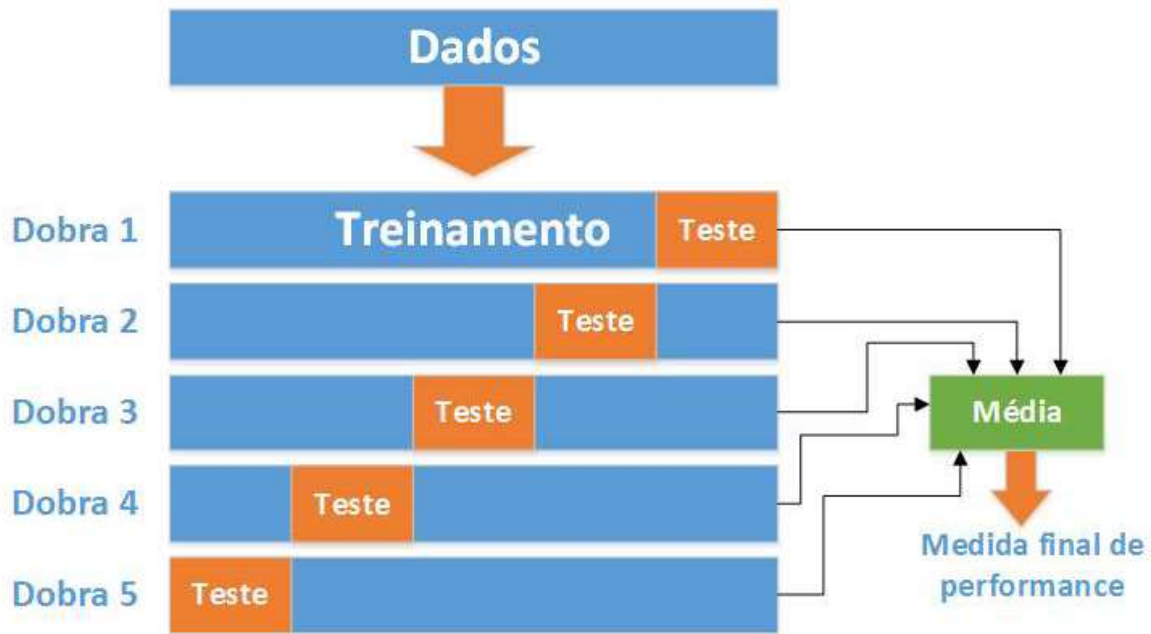 Dados
Dobra 1
Treinamento
Teste
Dobra 2
Teste
Dobra 3
Teste
Média
Dobra 4
Teste
Medida final de
performance
Dobra 5
Teste